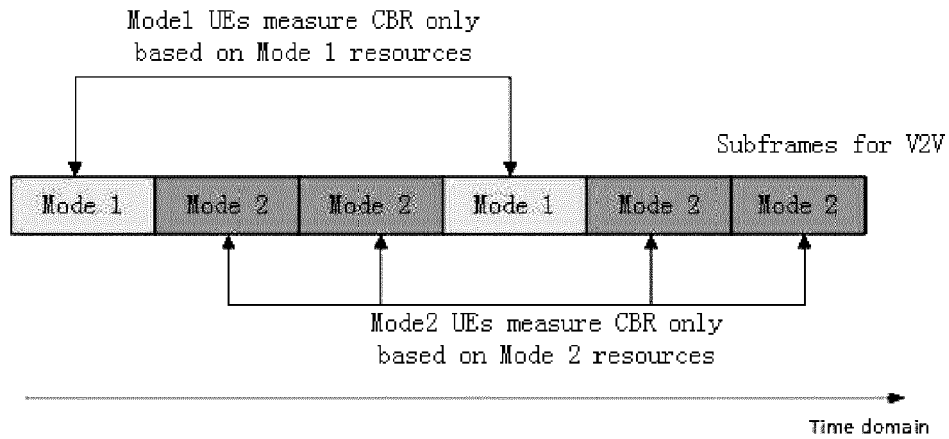 Mode1 UEs measure CBR only
based on Mode 1 resources
Subframes for V2V
Mode 1 Mode 2 Mode 2 Mode 1 Mode 2 Mode 2
Mode2 UEs measure CBR only
based on Mode 2 resources
Time domain